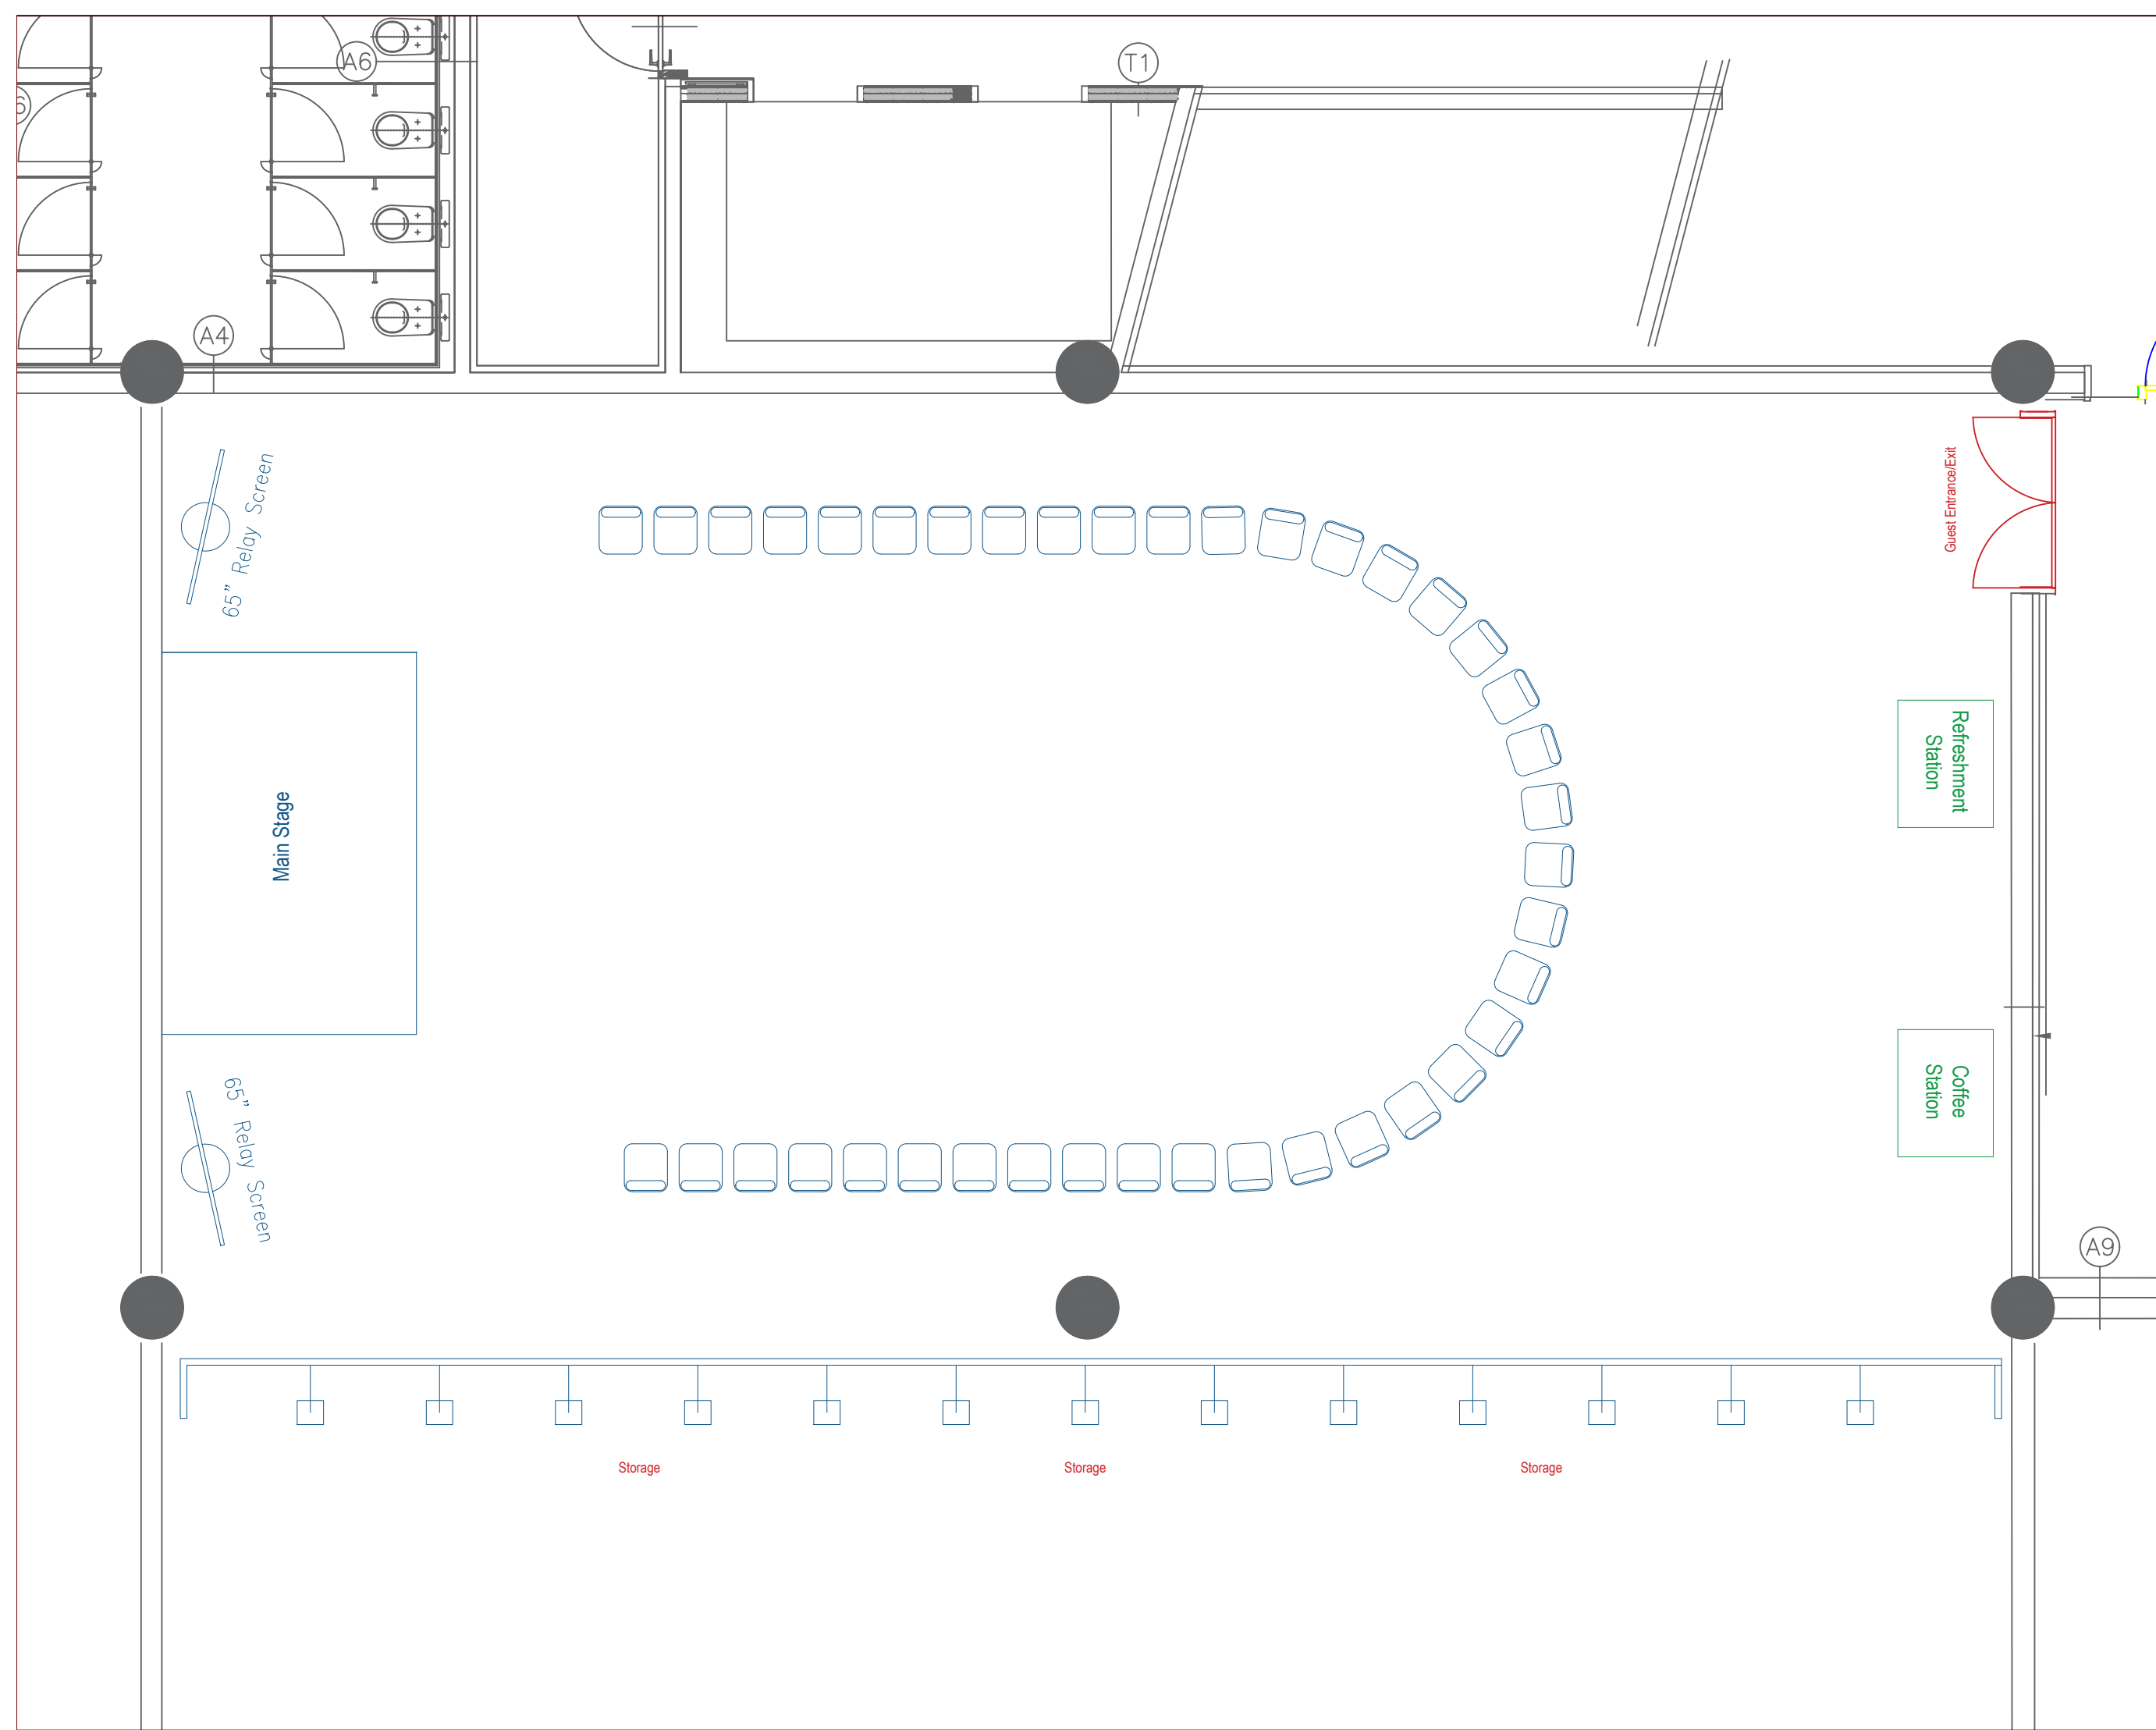 A6
T1
6
A4
65” Relay Screen
Guest Entrance/Exit
Main Stage
Refreshment
Station
Coffee
Station
65” Relay Screen
A9
Storage
Storage
Storage